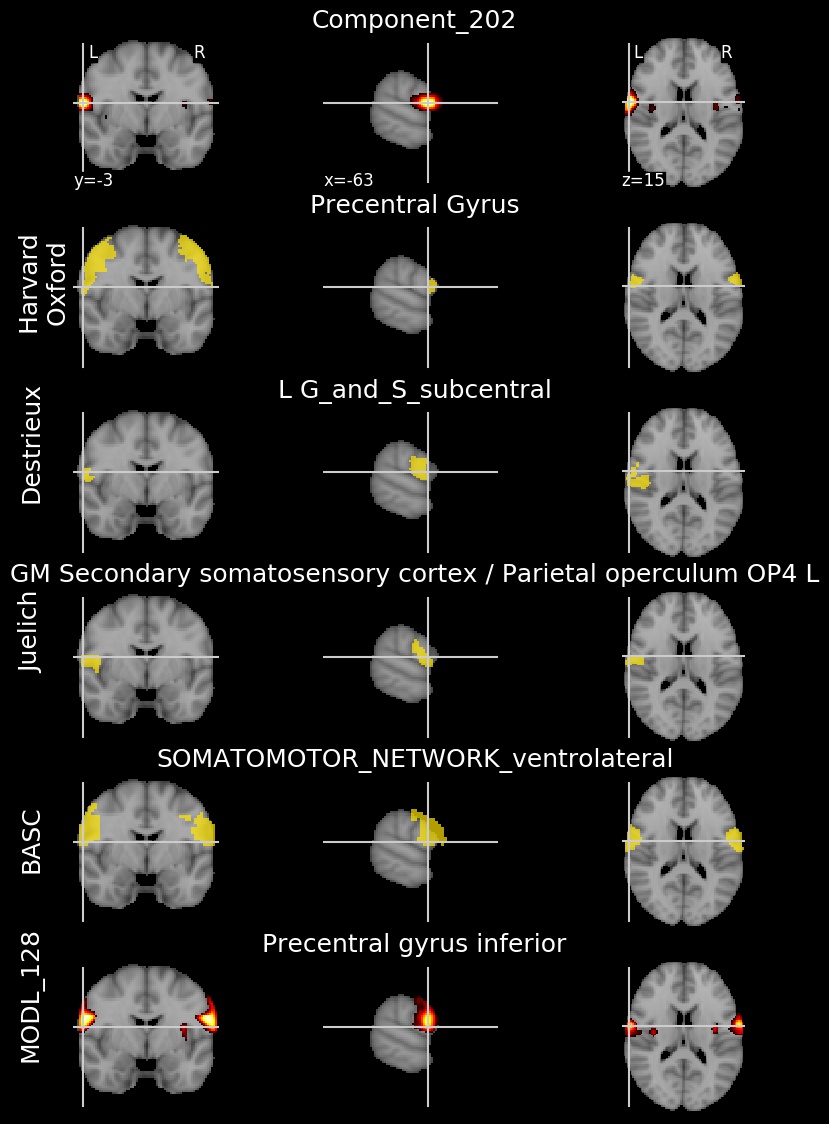 Component_202
L R
L R
y=-3
x=-63
z=15
Precentral Gyrus
Harvard
Oxford
L G_and_S_subcentral
Destrieux
GM Secondary somatosensory cortex / Parietal operculum OP4 L
Juelich
SOMATOMOTOR_NETWORK_ventrolateral
BASC
Precentral gyrus inferior
MODL_128